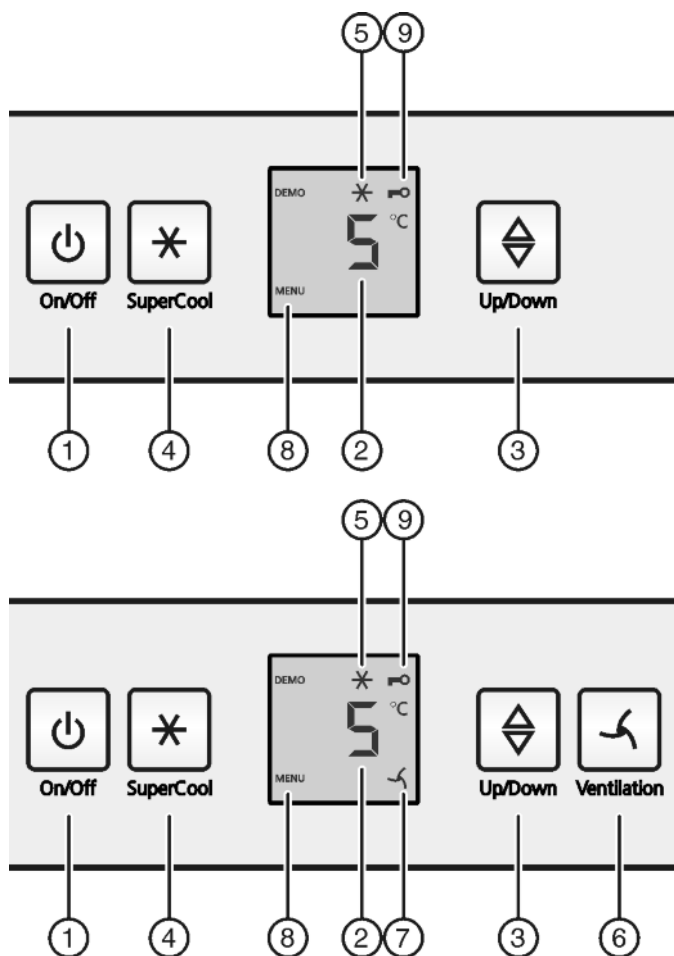 5 9
DEMO
5 °C
MENU
On/Off SuperCool Up/Down
1 4 8 2 3
5 9
DEMO
5 °C
MENU
On/Off SuperCool Up/Down Ventilation
1 4 8 2 7 3 6